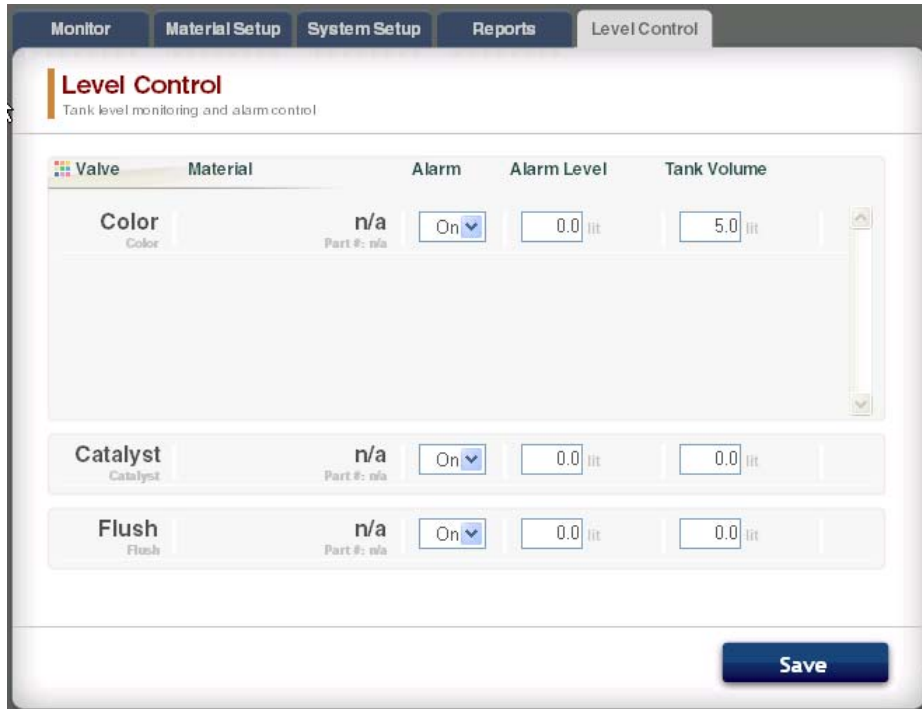 Monitor Material Setup System Setup Reports Level Control
Level Control
Tank level monitoring and alarm control
Valve Material Alarm Alarm Level Tank Volume
Color n/a On 0.0 lit 5.0 lit
Color Part #: n/a
Catalyst n/a On 0.0 lit 0.0 lit
Catalyst Part #: n/a
Flush n/a On 0.0 lit 0.0 lit
Flush Part #: n/a
Save